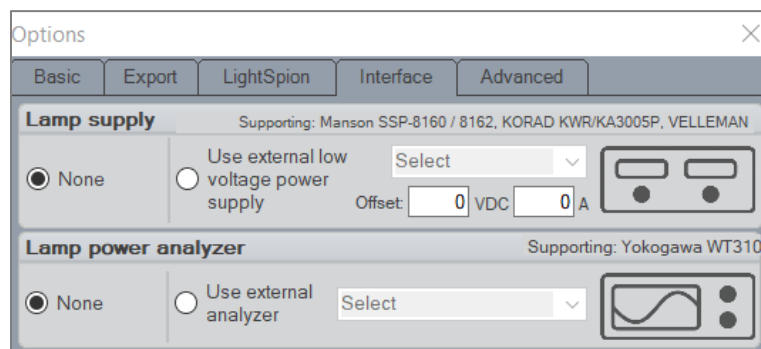 Options
Basic Export LightSpion Interface Advanced
Lamp supply Supporting: Manson SSP-8160 / 8162, KORAD KWR/KA3005P, VELLEMAN
None
Use external low
voltage power
supply
Select
Offset: 0 VDC 0 A
Lamp power analyzer Supporting: Yokogawa WT310
None
Use external
analyzer
Select